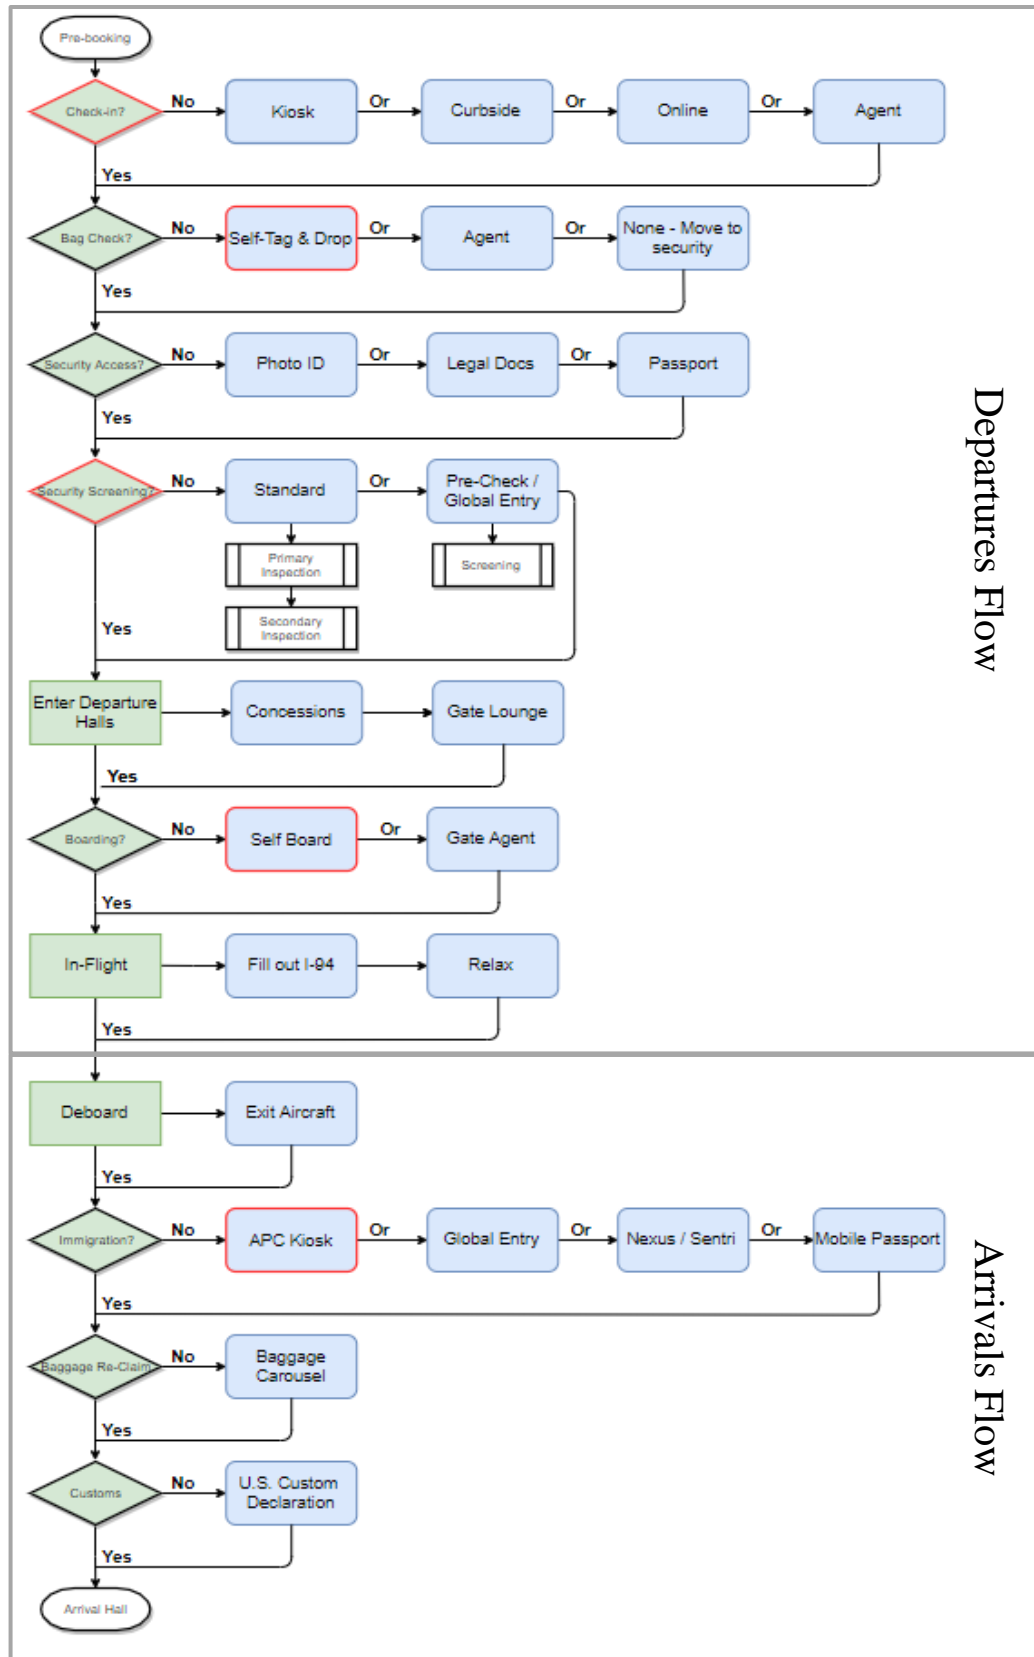 Pre-booking
Check-in?
No
Kiosk
Or
Curbside
Or
Online
Or
Agent
Yes
Bag Check?
No
Self-Tag & Drop
Or
Agent
Or
None - Move to
security
Yes
Security Access?
No
Photo ID
Or
Legal Docs
Or
Passport
Yes
Security Screening?
No
Standard
Or
Pre-Check /
Global Entry
Primary
Inspection
Screening
Secondary
Inspection
Yes
Enter Departure
Halls
Concessions
Gate Lounge
Yes
Boarding?
No
Self Board
Or
Gate Agent
Yes
In-Flight
Fill out I-94
Relax
Yes
Departures Flow
Deboard
Exit Aircraft
Yes
Immigration?
No
APC Kiosk
Or
Global Entry
Or
Nexus / Sentri
Or
Mobile Passport
Yes
Baggage Re-Claim
No
Baggage
Carousel
Yes
Customs
No
U.S. Custom
Declaration
Yes
Arrival Hall
Arrivals Flow